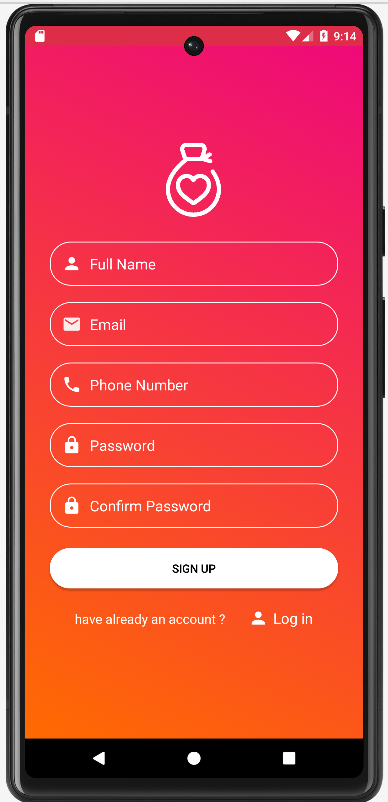 9:14
Full Name
Email
Phone Number
Password
Confirm Password
SIGN UP
have already an account ? Log in